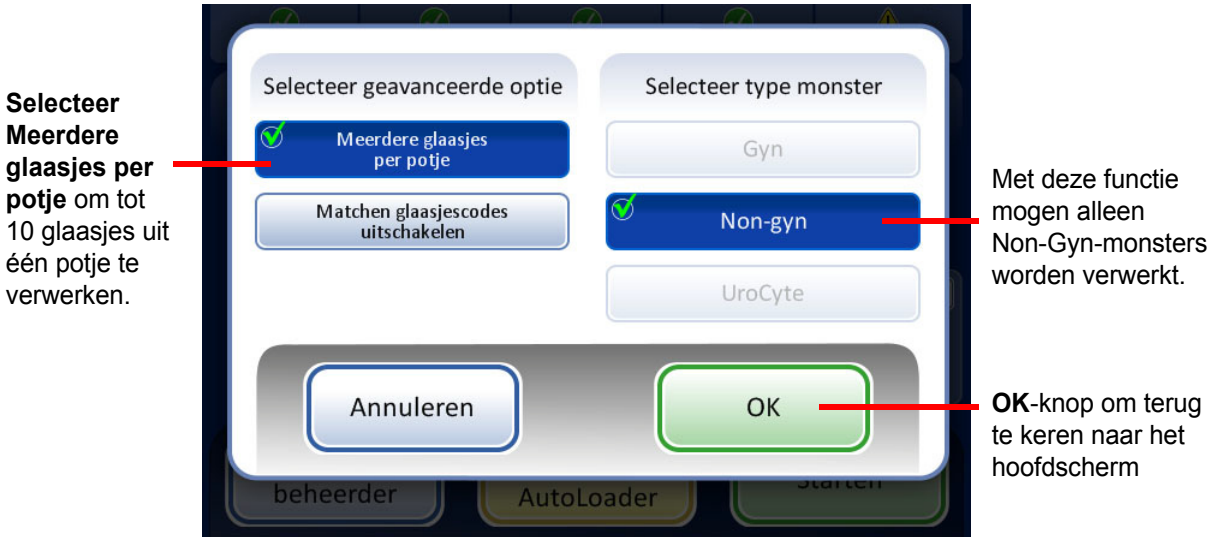 Selecteer
Meerdere
glaasjes per
potje om tot
10 glaasjes uit
één potje te
verwerken.
Selecteer geavanceerde optie
Meerdere glaasjes
per potje
Matchen glaasjescodes
uitschakelen
Selecteer type monster
Gyn
Non-gyn
UroCyte
Met deze functie
mogen alleen
Non-Gyn-monsters
worden verwerkt.
Annuleren
OK
OK-knop om terug
te keren naar het
hoofdscherm
beheerder
AutoLoader
Starten